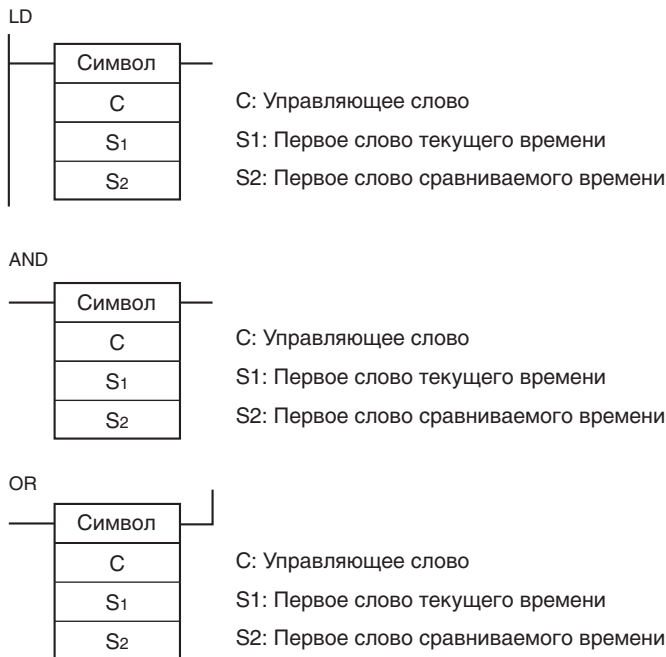 LD
Символ
C
S1
S2
C: Управляющее слово
S1: Первое слово текущего времени
S2: Первое слово сравниваемого времени
AND
Символ
C
S1
S2
C: Управляющее слово
S1: Первое слово текущего времени
S2: Первое слово сравниваемого времени
OR
Символ
C
S1
S2
C: Управляющее слово
S1: Первое слово текущего времени
S2: Первое слово сравниваемого времени